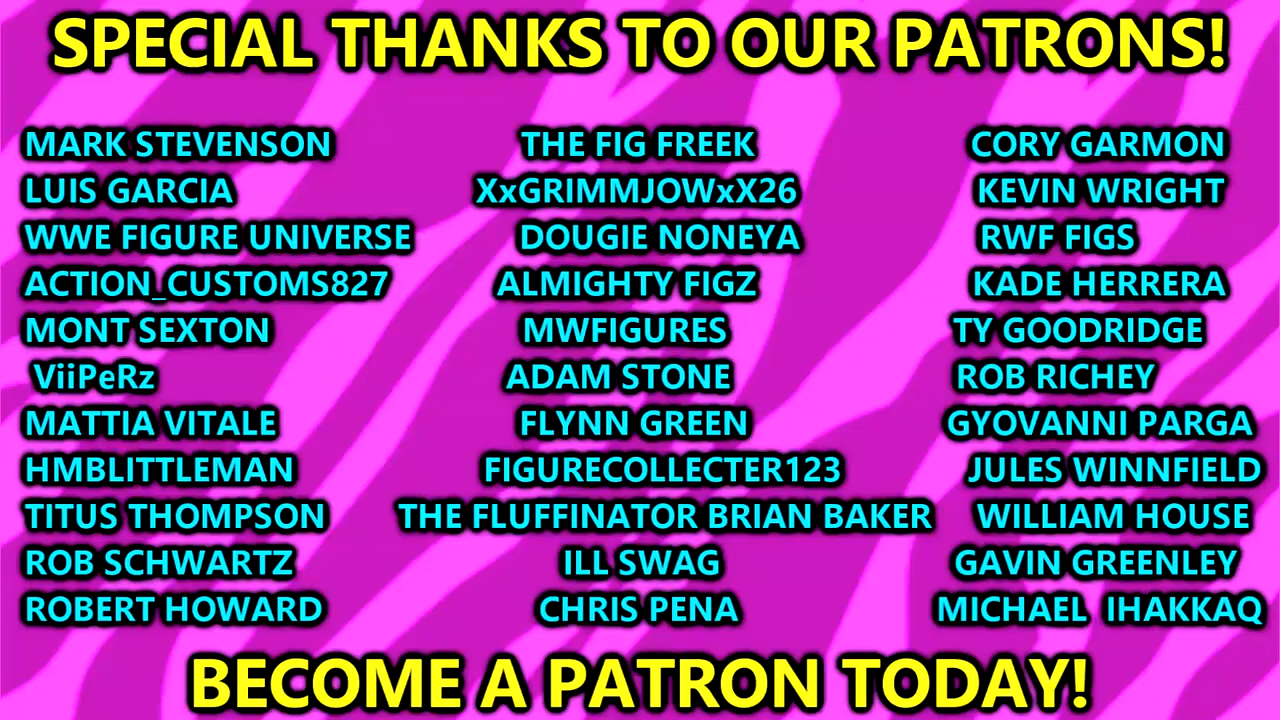 SPECIAL THANKS TO OUR PATRONS!
MARK STEVENSON
LUIS GARCIA
WWE FIGURE UNIVERSE
ACTION_CUSTOMS827
MONT SEXTON
ViiPeRz
MATTIA VITALE
HMBLITTLEMAN
TITUS THOMPSON
ROB SCHWARTZ
ROBERT HOWARD
THE FIG FREEK
XxGRIMMJOWxX26
DOUGIE NONEYA
ALMIGHTY FIGZ
MWFIGURES
ADAM STONE
FLYNN GREEN
FIGURECOLLECTER123
THE FLUFFINATOR BRIAN BAKER
ILL SWAG
CHRIS PENA
CORY GARMON
KEVIN WRIGHT
RWF FIGS
KADE HERRERA
TY GOODRIDGE
ROB RICHEY
GYOVANNI PARGA
JULES WINNFIELD
WILLIAM HOUSE
GAVIN GREENLEY
MICHAEL IHAKKAQ
BECOME A PATRON TODAY!